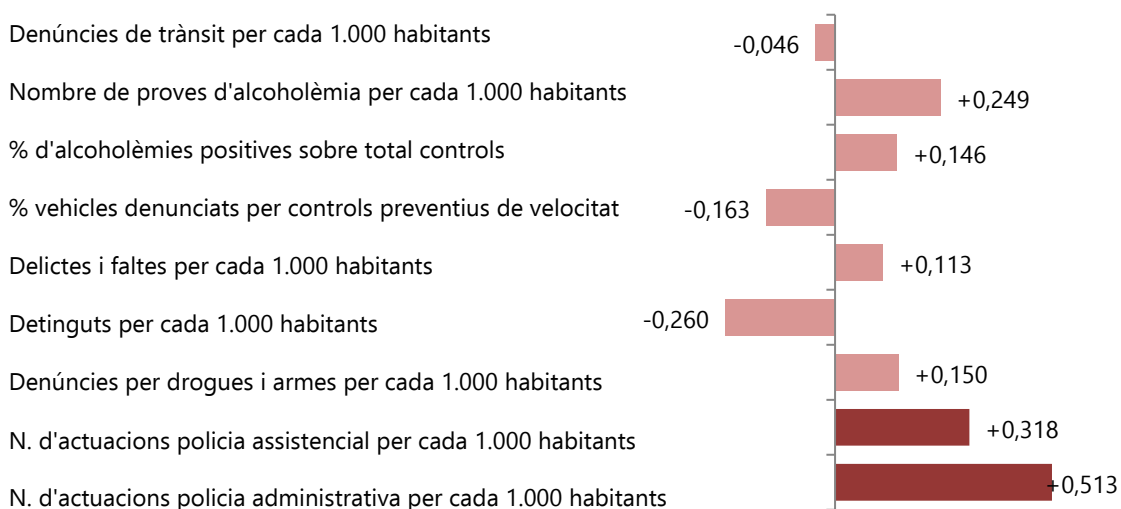 Denúncies de trànsit per cada 1.000 habitants -0,046
Nombre de proves d'alcoholèmia per cada 1.000 habitants +0,249
% d'alcoholèmies positives sobre total controls +0,146
% vehicles denunciats per controls preventius de velocitat -0,163
Delictes i faltes per cada 1.000 habitants +0,113
Detinguts per cada 1.000 habitants -0,260
Denúncies per drogues i armes per cada 1.000 habitants +0,150
N. d'actuacions policia assistencial per cada 1.000 habitants +0,318
N. d'actuacions policia administrativa per cada 1.000 habitants +0,513